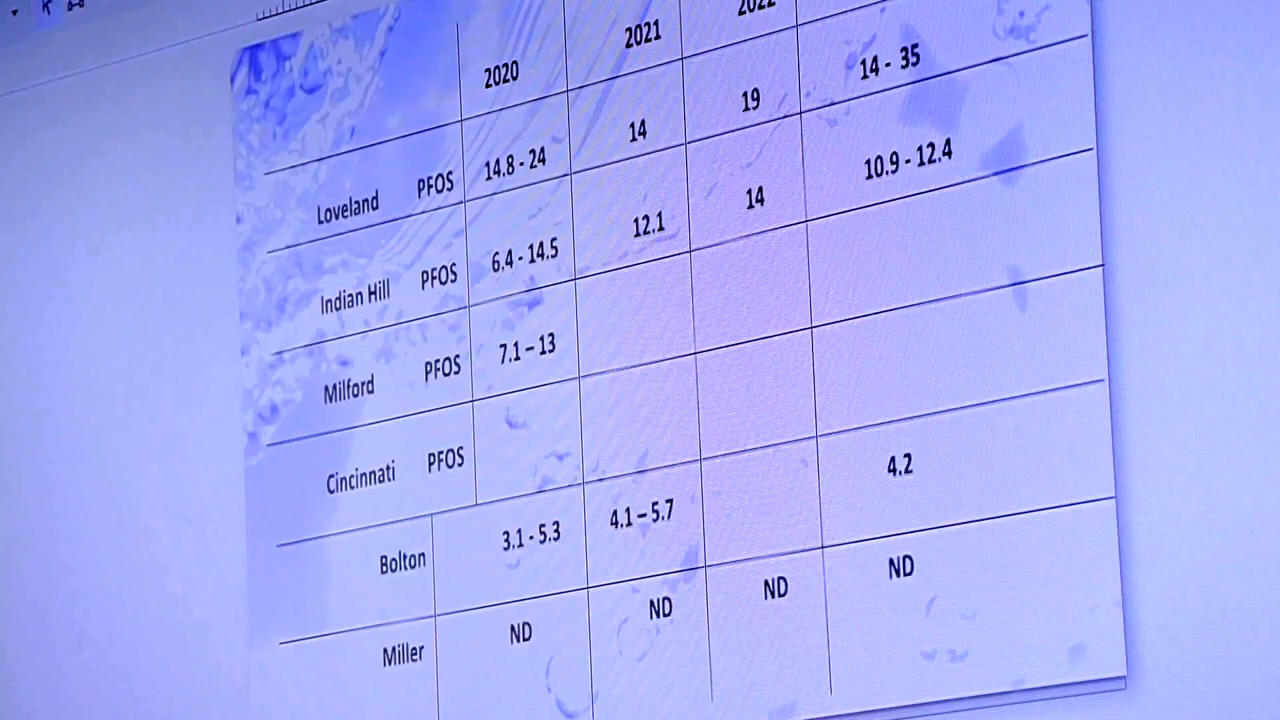 2020 2021 2022
Loveland PFOS 14.8 - 24 14 19 14 - 35
Indian Hill PFOS 6.4 - 14.5 12.1 14 10.9 - 12.4
Milford PFOS 7.1 – 13
Cincinnati PFOS
Bolton 3.1 - 5.3 4.1 – 5.7 4.2
Miller ND ND ND ND